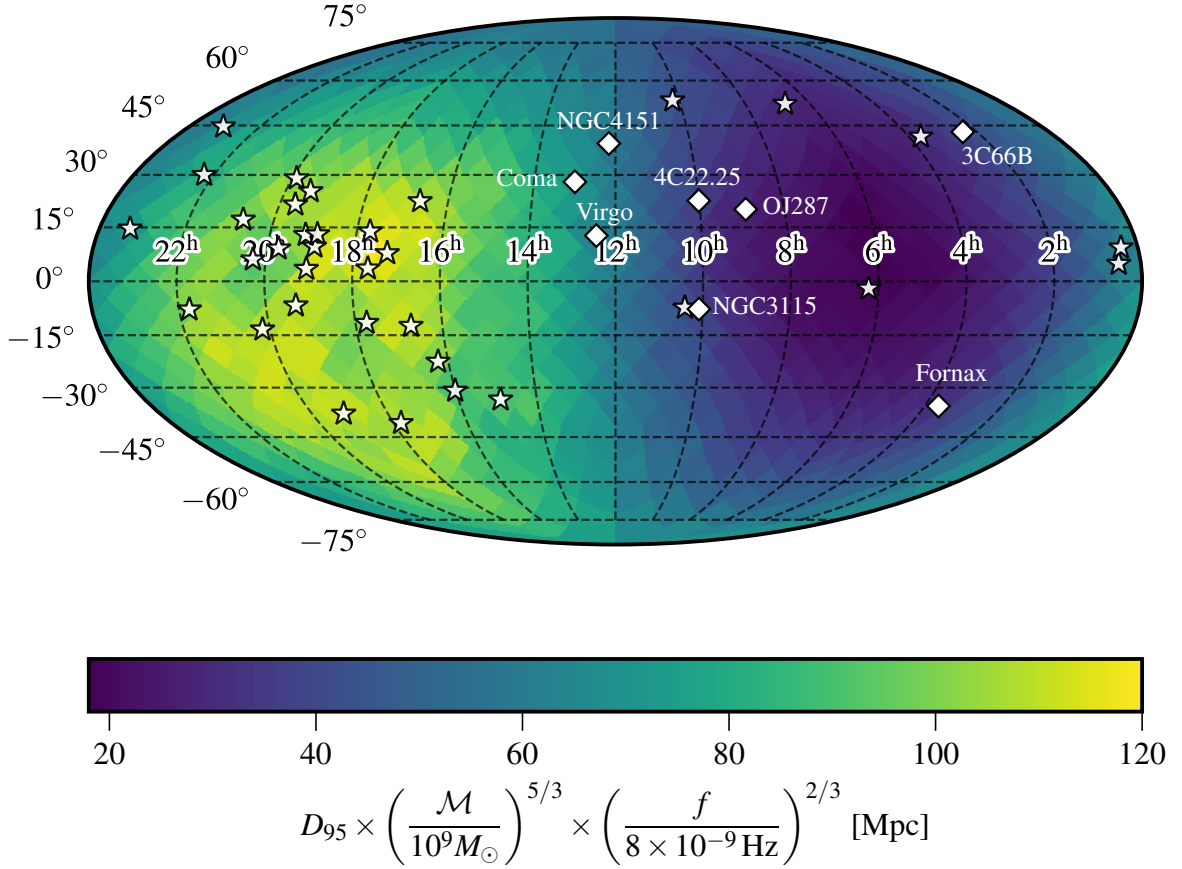 75°
60°
45°
30°
15°
0°
−15°
−30°
−45°
−60°
−75°
22h 20h 18h 16h 14h 12h 10h 8h 6h 4h 2h
NGC4151
3C66B
Coma
4C22.25
Virgo
OJ287
NGC3115
Fornax
20 40 60 80 100 120
D₉₅ × (ℳ / 10⁹M☉)^5/3 × (f / 8 × 10⁻⁹ Hz)^2/3 [Mpc]